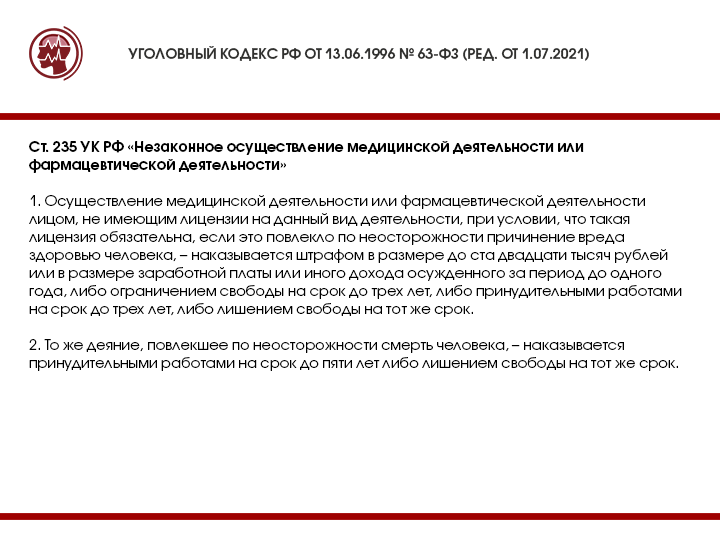 УГОЛОВНЫЙ КОДЕКС РФ ОТ 13.06.1996 № 63-ФЗ (РЕД. ОТ 1.07.2021)
Ст. 235 УК РФ «Незаконное осуществление медицинской деятельности или
фармацевтической деятельности»
1. Осуществление медицинской деятельности или фармацевтической деятельности
лицом, не имеющим лицензии на данный вид деятельности, при условии, что такая
лицензия обязательна, если это повлекло по неосторожности причинение вреда
здоровью человека, – наказывается штрафом в размере до ста двадцати тысяч рублей
или в размере заработной платы или иного дохода осужденного за период до одного
года, либо ограничением свободы на срок до трех лет, либо принудительными работами
на срок до трех лет, либо лишением свободы на тот же срок.
2. То же деяние, повлекшее по неосторожности смерть человека, – наказывается
принудительными работами на срок до пяти лет либо лишением свободы на тот же срок.